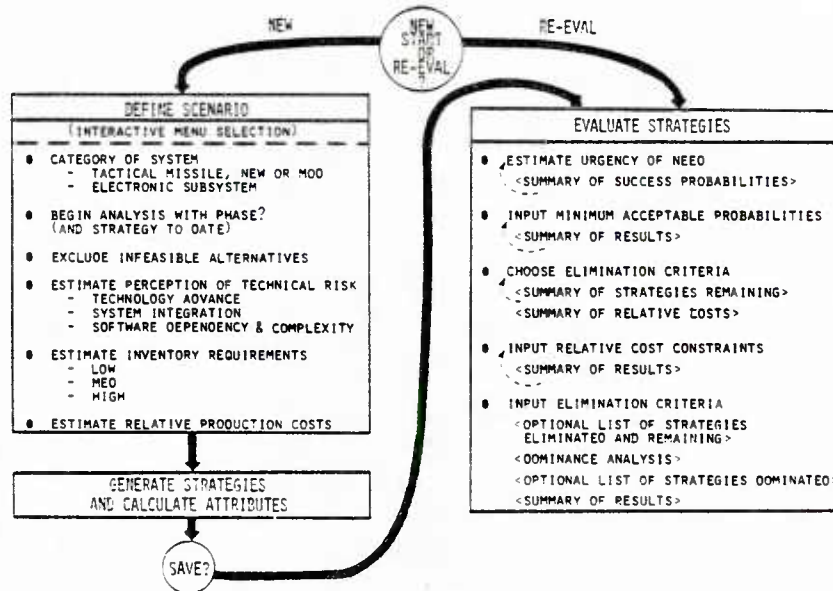 NEW
NEW
START
OR
RE-EVAL
?
RE-EVAL
DEFINE SCENARIO
(INTERACTIVE MENU SELECTION)
● CATEGORY OF SYSTEM
- TACTICAL MISSILE, NEW OR MOD
- ELECTRONIC SUBSYSTEM
● BEGIN ANALYSIS WITH PHASE?
(AND STRATEGY TO DATE)
● EXCLUDE INFEASIBLE ALTERNATIVES
● ESTIMATE PERCEPTION OF TECHNICAL RISK
- TECHNOLOGY ADVANCE
- SYSTEM INTEGRATION
- SOFTWARE DEPENDENCY & COMPLEXITY
● ESTIMATE INVENTORY REQUIREMENTS
- LOW
- MED
- HIGH
● ESTIMATE RELATIVE PRODUCTION COSTS
GENERATE STRATEGIES
AND CALCULATE ATTRIBUTES
SAVE?
EVALUATE STRATEGIES
● ESTIMATE URGENCY OF NEED
<SUMMARY OF SUCCESS PROBABILITIES>
● INPUT MINIMUM ACCEPTABLE PROBABILITIES
<SUMMARY OF RESULTS>
● CHOOSE ELIMINATION CRITERIA
<SUMMARY OF STRATEGIES REMAINING>
<SUMMARY OF RELATIVE COSTS>
● INPUT RELATIVE COST CONSTRAINTS
<SUMMARY OF RESULTS>
● INPUT ELIMINATION CRITERIA
<OPTIONAL LIST OF STRATEGIES
ELIMINATED AND REMAINING>
<DOMINANCE ANALYSIS>
<OPTIONAL LIST OF STRATEGIES DOMINATED>
<SUMMARY OF RESULTS>